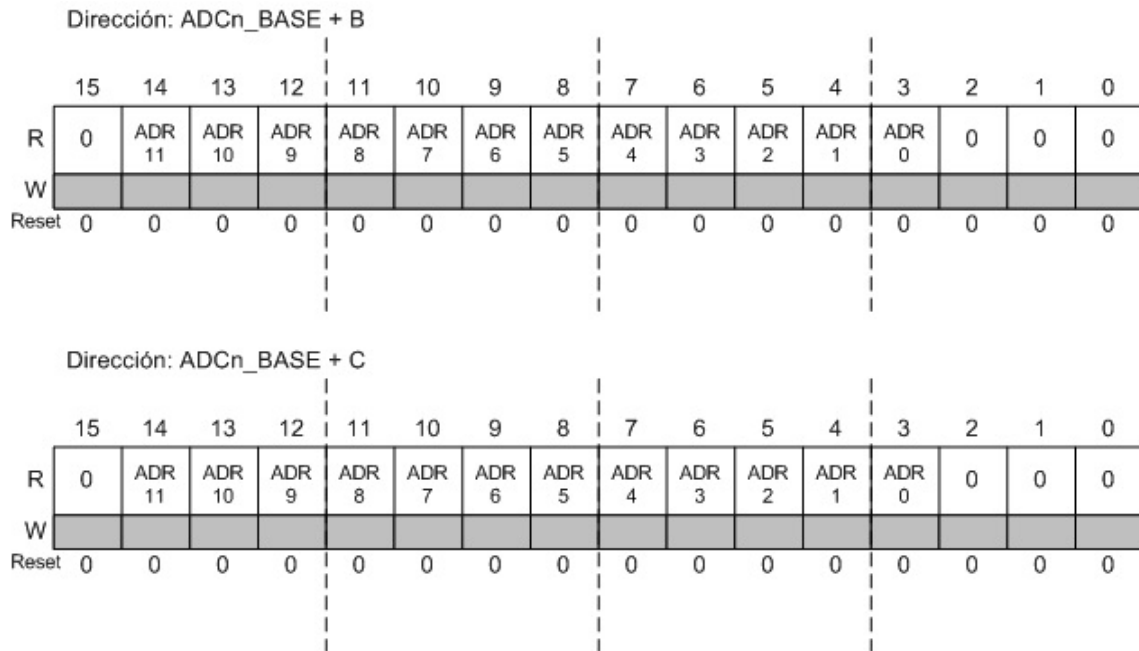 Dirección: ADCn_BASE + B
15 14 13 12 11 10 9 8 7 6 5 4 3 2 1 0
R 0 ADR 11 ADR 10 ADR 9 ADR 8 ADR 7 ADR 6 ADR 5 ADR 4 ADR 3 ADR 2 ADR 1 ADR 0 0 0 0
W
Reset 0 0 0 0 0 0 0 0 0 0 0 0 0 0 0 0
Dirección: ADCn_BASE + C
15 14 13 12 11 10 9 8 7 6 5 4 3 2 1 0
R 0 ADR 11 ADR 10 ADR 9 ADR 8 ADR 7 ADR 6 ADR 5 ADR 4 ADR 3 ADR 2 ADR 1 ADR 0 0 0 0
W
Reset 0 0 0 0 0 0 0 0 0 0 0 0 0 0 0 0